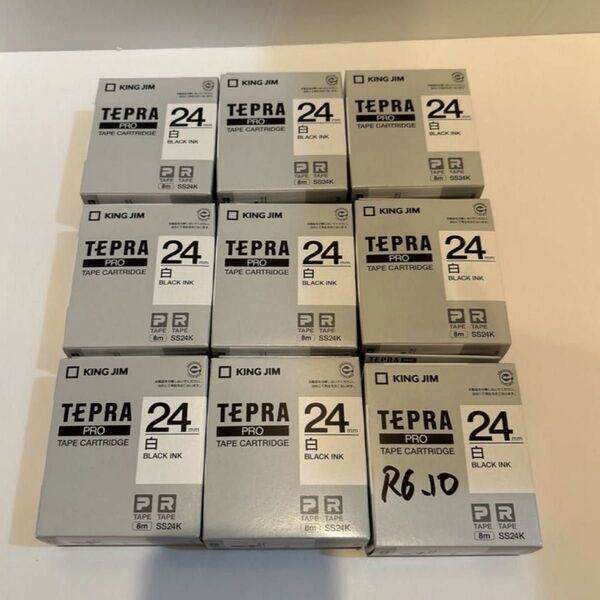 KING JIM
TEPRA
PRO
TAPE CARTRIDGE
24mm
白
BLACK INK
P TAPE R TAPE
8m SS24K
KING JIM
TEPRA
PRO
TAPE CARTRIDGE
24mm
白
BLACK INK
P TAPE R TAPE
8m SS24K
KING JIM
TEPRA
PRO
TAPE CARTRIDGE
24mm
白
BLACK INK
P TAPE R TAPE
8m SS24K
KING JIM
TEPRA
PRO
TAPE CARTRIDGE
24mm
白
BLACK INK
P TAPE R TAPE
8m SS24K
KING JIM
TEPRA
PRO
TAPE CARTRIDGE
24mm
白
BLACK INK
P TAPE R TAPE
8m SS24K
KING JIM
TEPRA
PRO
TAPE CARTRIDGE
24mm
白
BLACK INK
P TAPE R TAPE
8m SS24K
KING JIM
TEPRA
PRO
TAPE CARTRIDGE
24mm
白
BLACK INK
P TAPE R TAPE
8m SS24K
KING JIM
TEPRA
PRO
TAPE CARTRIDGE
24mm
白
BLACK INK
P TAPE R TAPE
8m SS24K
TEPRA PRO
KING JIM
TEPRA
PRO
TAPE CARTRIDGE
24mm
白
BLACK INK
R6.10
P TAPE R TAPE
8m SS24K